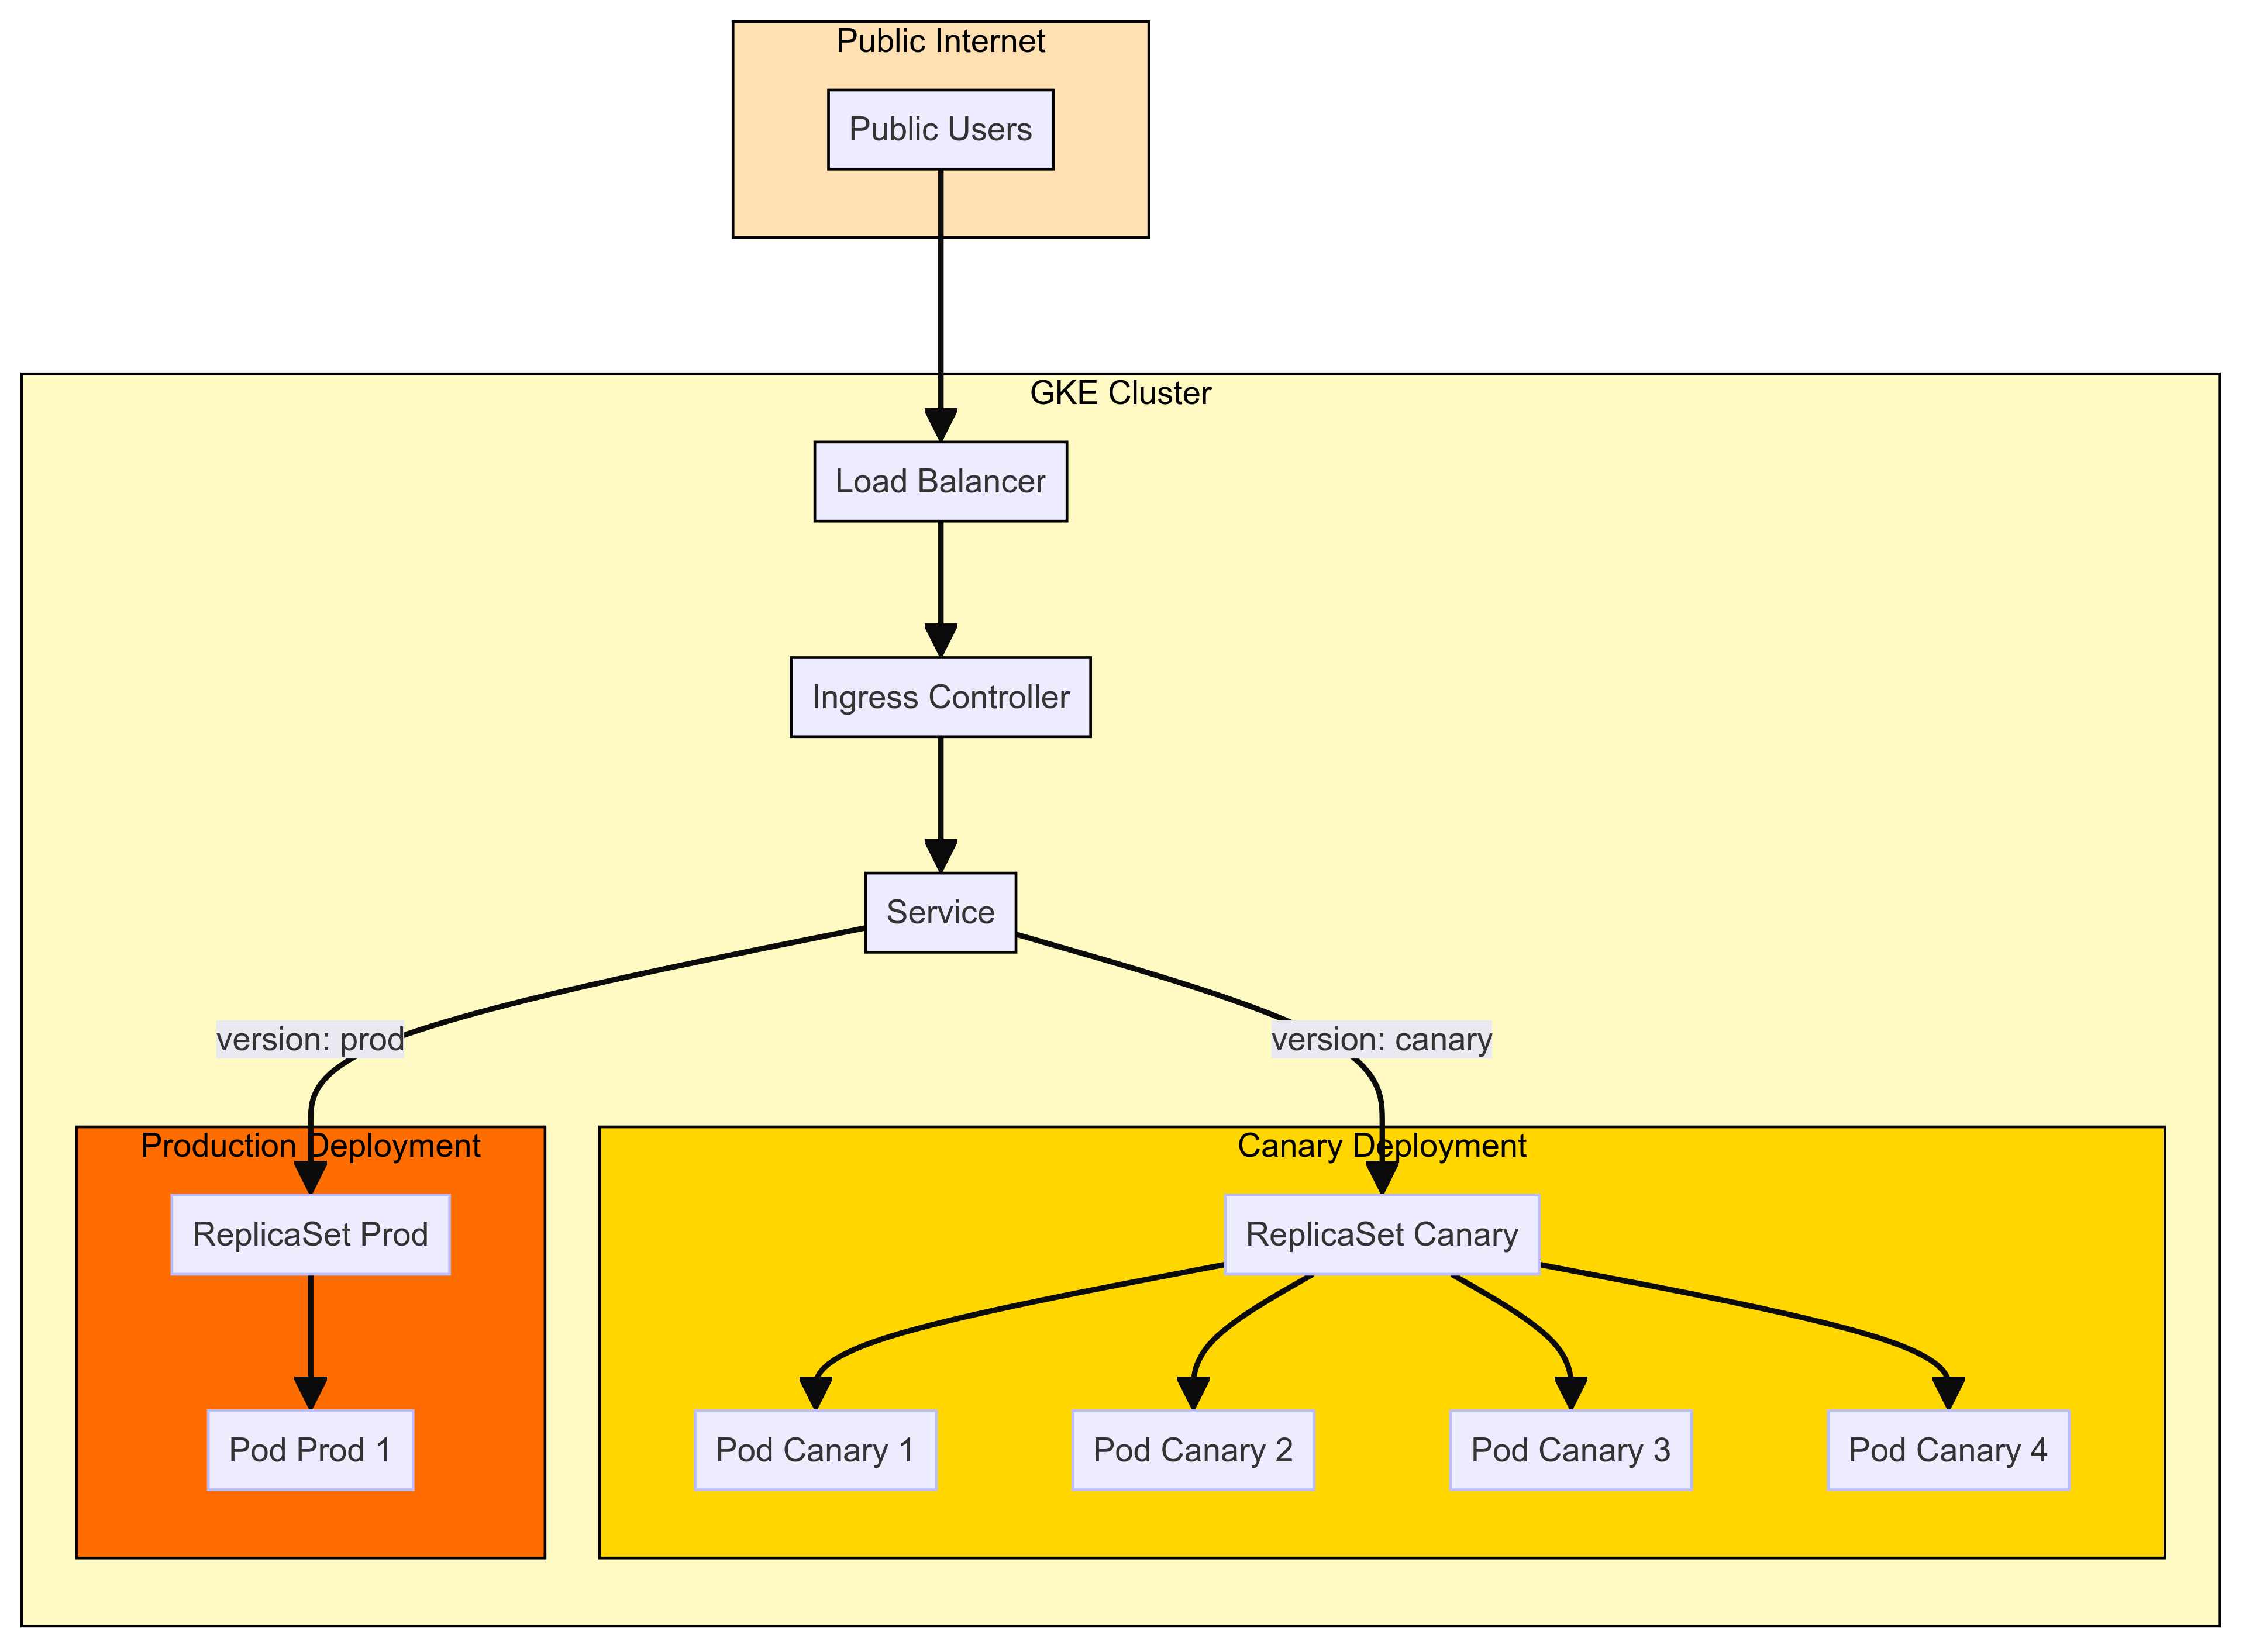 Public Internet
Public Users
GKE Cluster
Load Balancer
Ingress Controller
Service
version: prod
version: canary
Production Deployment
Canary Deployment
ReplicaSet Prod
ReplicaSet Canary
Pod Prod 1
Pod Canary 1
Pod Canary 2
Pod Canary 3
Pod Canary 4